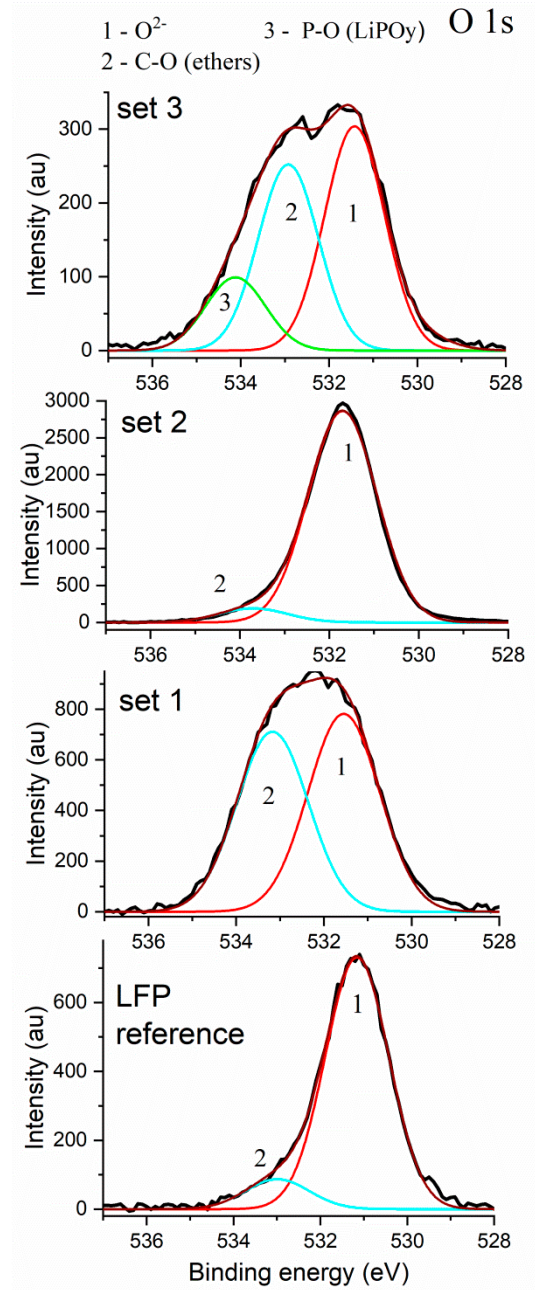 1 - O²⁻ 3 - P-O (LiPOy) O 1s
2 - C-O (ethers)
set 3
Intensity (au)
300
200
100
0
1
2
3
536 534 532 530 528
set 2
Intensity (au)
3000
2500
2000
1500
1000
500
0
1
2
536 534 532 530 528
set 1
Intensity (au)
800
600
400
200
0
1
2
536 534 532 530 528
LFP
reference
Intensity (au)
600
400
200
0
1
2
536 534 532 530 528
Binding energy (eV)